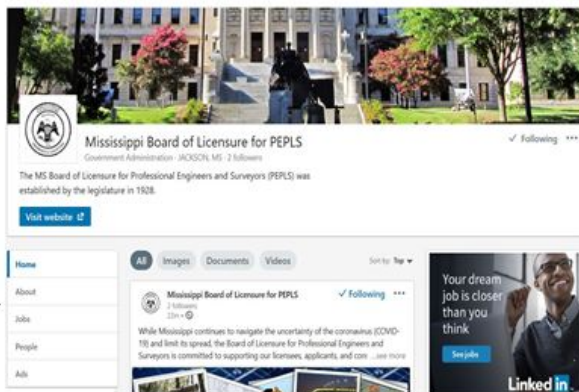 Mississippi Board of Licensure for PEPLS
Government Administration · JACKSON, MS · 2 followers
✓ Following •••
The MS Board of Licensure for Professional Engineers and Surveyors (PEPLS) was
established by the legislature in 1928.
Visit website
Home
About
Jobs
People
Ads
All Images Documents Videos
Sort by: Top
Mississippi Board of Licensure for PEPLS
✓ Following •••
2 followers
22m •
While Mississippi continues to navigate the uncertainty of the coronavirus (COVID-
19) and limit its spread, the Board of Licensure for Professional Engineers and
Surveyors is committed to supporting our licensees, applicants, and com ...see more
Your dream
job is closer
than you
think
See jobs
Linked in